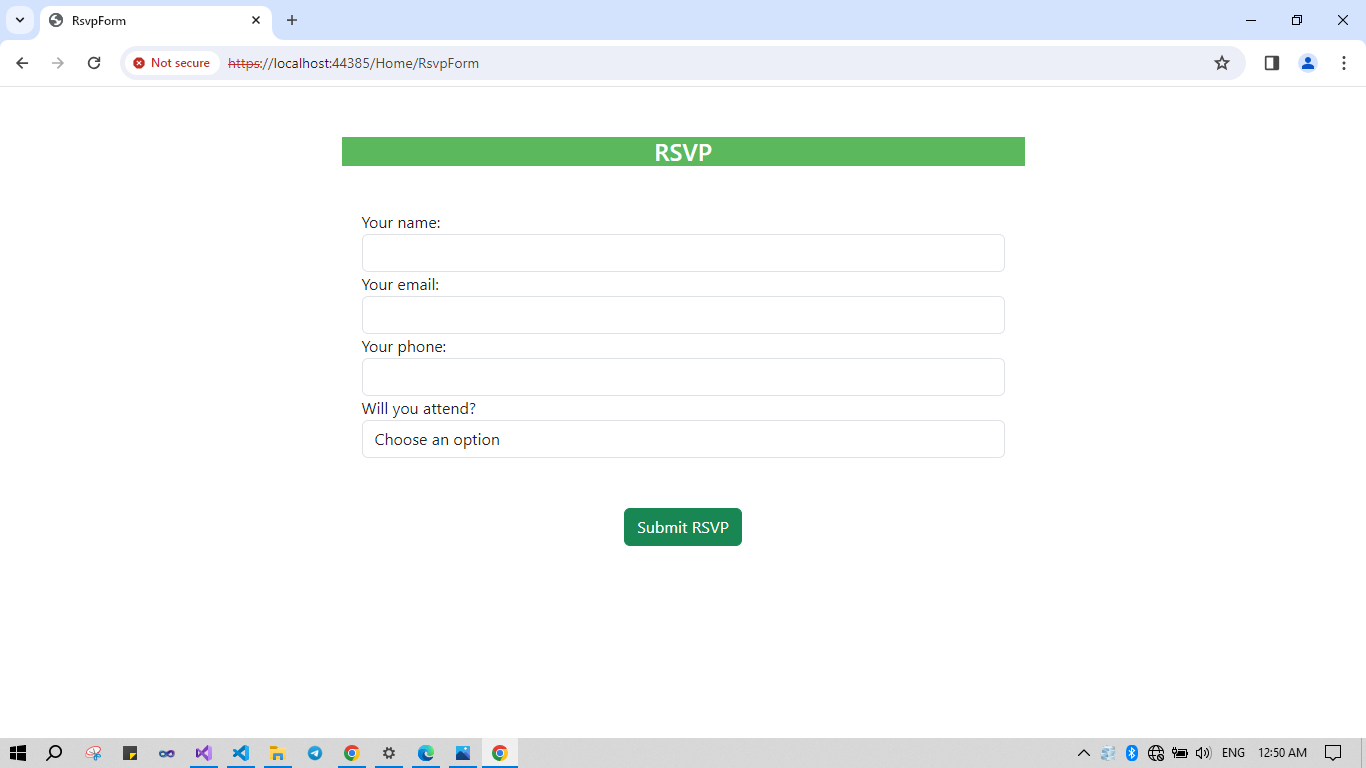 RsvpForm
Not secure
https://localhost:44385/Home/RsvpForm
RSVP
Your name:
Your email:
Your phone:
Will you attend?
Choose an option
Submit RSVP
ENG
12:50 AM